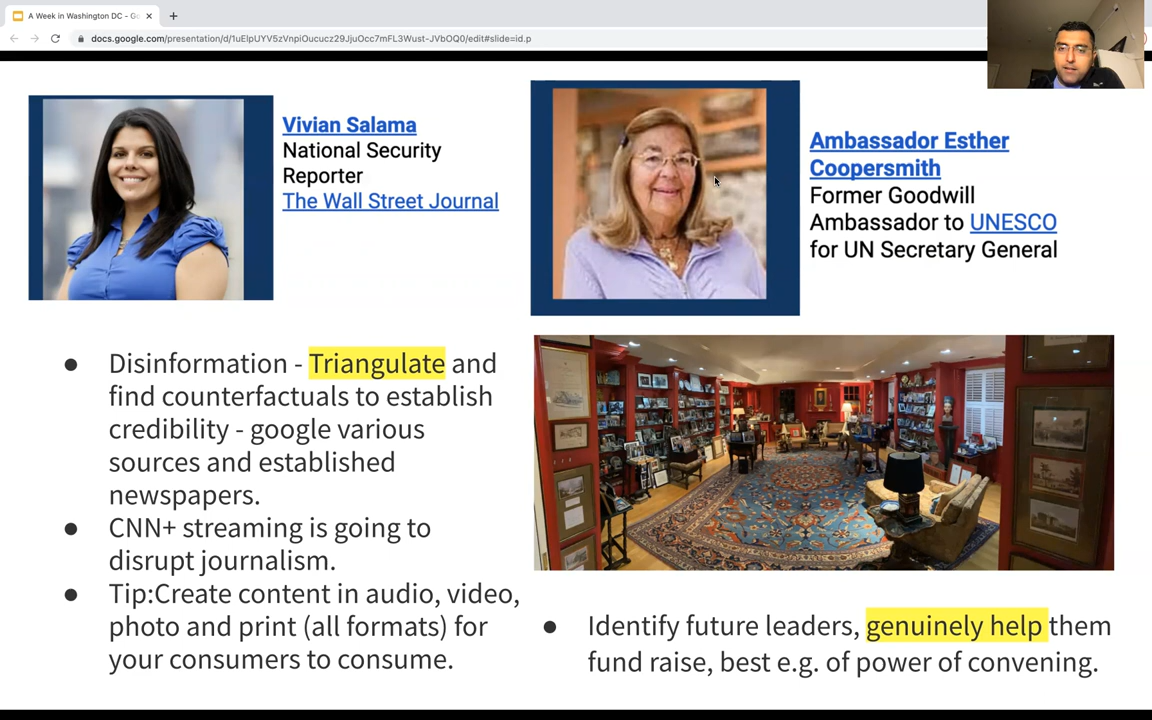 A Week in Washington DC - Go
docs.google.com/presentation/d/1uElpUYV5zVnpiOucucz29JjuOcc7mFL3Wust-JVbOQ0/edit#slide=id.p
Vivian Salama
National Security
Reporter
The Wall Street Journal
Ambassador Esther
Coopersmith
Former Goodwill
Ambassador to UNESCO
for UN Secretary General
● Disinformation - Triangulate and
find counterfactuals to establish
credibility - google various
sources and established
newspapers.
● CNN+ streaming is going to
disrupt journalism.
● Tip:Create content in audio, video,
photo and print (all formats) for
your consumers to consume.
● Identify future leaders, genuinely help them
fund raise, best e.g. of power of convening.